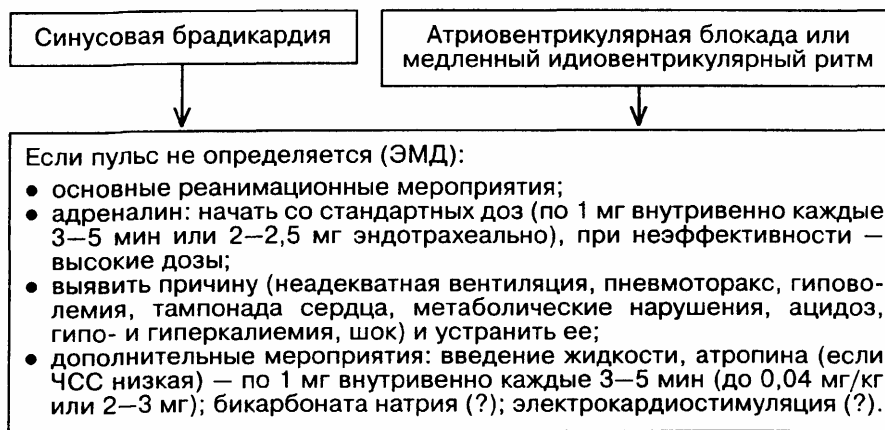 Синусовая брадикардия
Атриовентрикулярная блокада или
медленный идиовентрикулярный ритм
Если пульс не определяется (ЭМД):
● основные реанимационные мероприятия;
● адреналин: начать со стандартных доз (по 1 мг внутривенно каждые
3—5 мин или 2—2,5 мг эндотрахеально), при неэффективности —
высокие дозы;
● выявить причину (неадекватная вентиляция, пневмоторакс, гипово-
лемия, тампонада сердца, метаболические нарушения, ацидоз,
гипо- и гиперкалиемия, шок) и устранить ее;
● дополнительные мероприятия: введение жидкости, атропина (если
ЧСС низкая) — по 1 мг внутривенно каждые 3—5 мин (до 0,04 мг/кг
или 2—3 мг); бикарбоната натрия (?); электрокардиостимуляция (?).